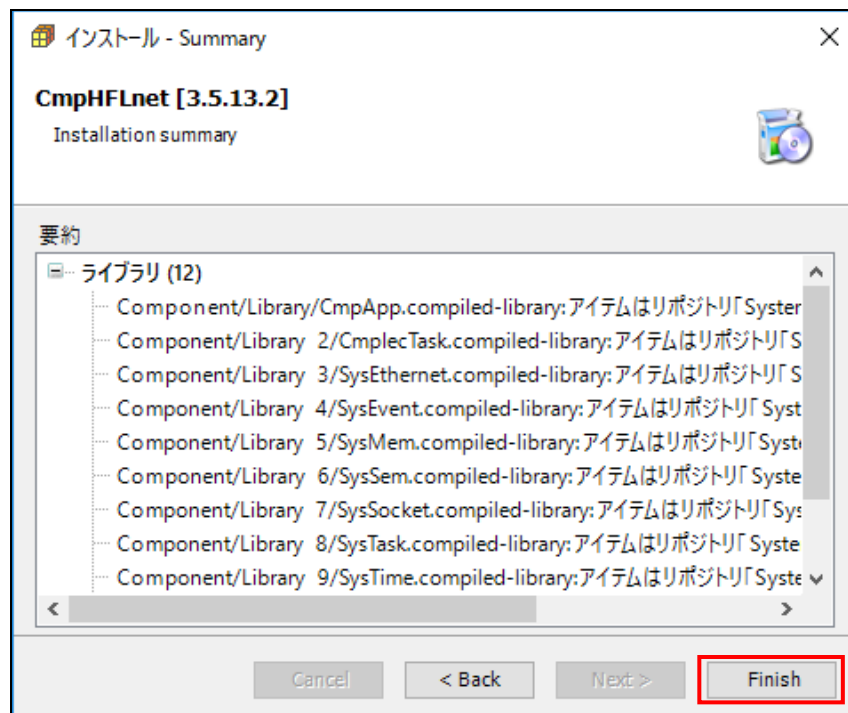 インストール - Summary
CmpHFLnet [3.5.13.2]
Installation summary
要約
ライブラリ (12)
Component/Library/CmpApp.compiled-library:アイテムはリポジトリ「System
Component/Library 2/CmpIecTask.compiled-library:アイテムはリポジトリ「S
Component/Library 3/SysEthernet.compiled-library:アイテムはリポジトリ「S
Component/Library 4/SysEvent.compiled-library:アイテムはリポジトリ「Syst
Component/Library 5/SysMem.compiled-library:アイテムはリポジトリ「Syste
Component/Library 6/SysSem.compiled-library:アイテムはリポジトリ「Syste
Component/Library 7/SysSocket.compiled-library:アイテムはリポジトリ「Sys
Component/Library 8/SysTask.compiled-library:アイテムはリポジトリ「Syste
Component/Library 9/SysTime.compiled-library:アイテムはリポジトリ「Syste
Cancel < Back Next > Finish